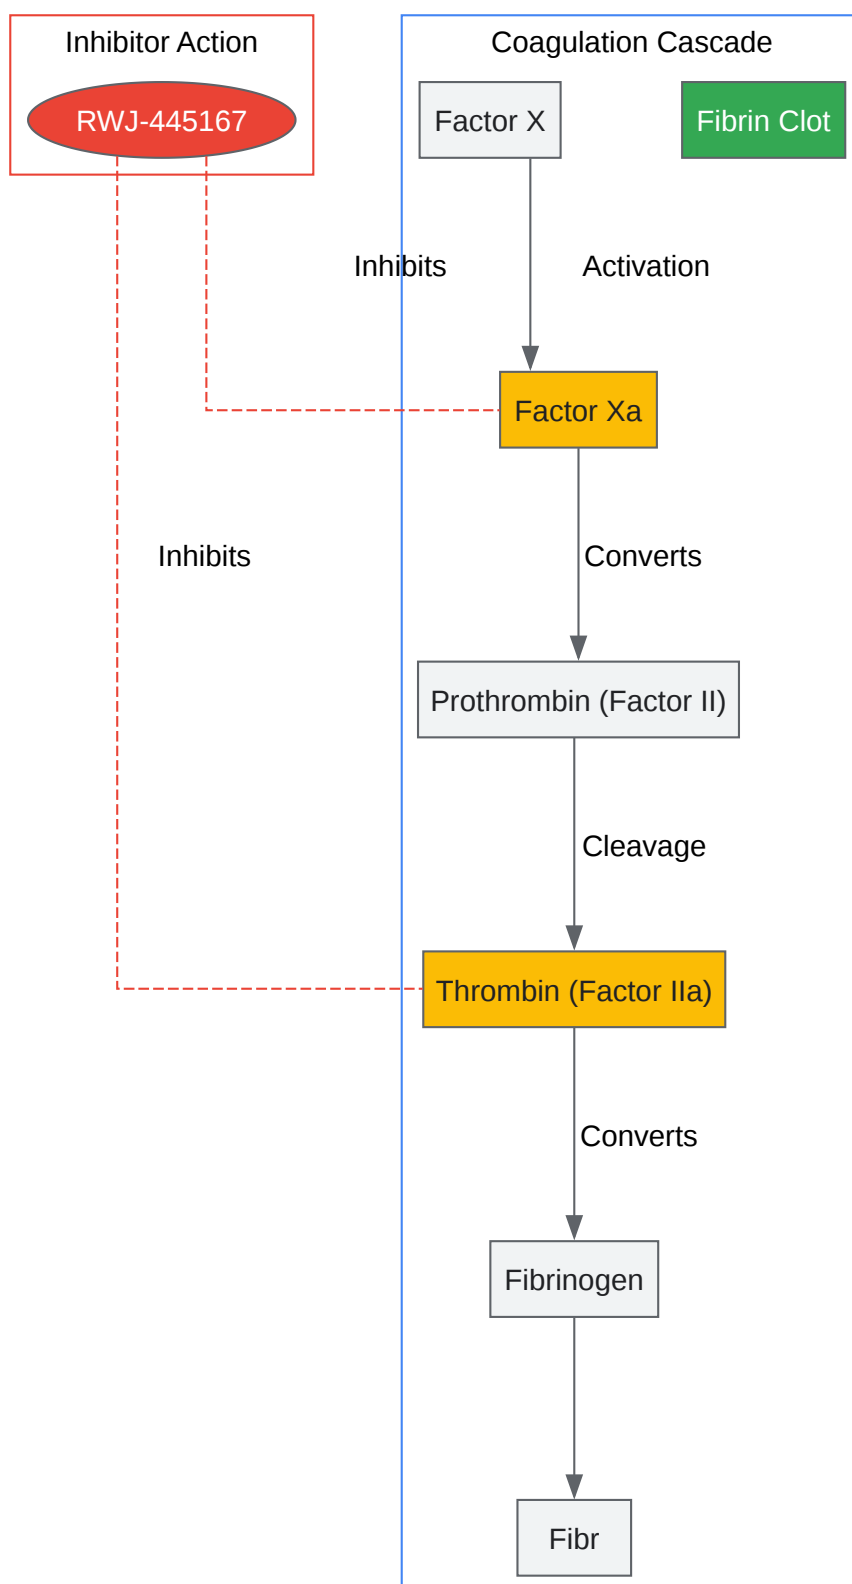 Inhibitor Action
RWJ-445167
Coagulation Cascade
Factor X
Fibrin Clot
Inhibits
Activation
Factor Xa
Inhibits
Converts
Prothrombin (Factor II)
Cleavage
Thrombin (Factor IIa)
Converts
Fibrinogen
Fibr